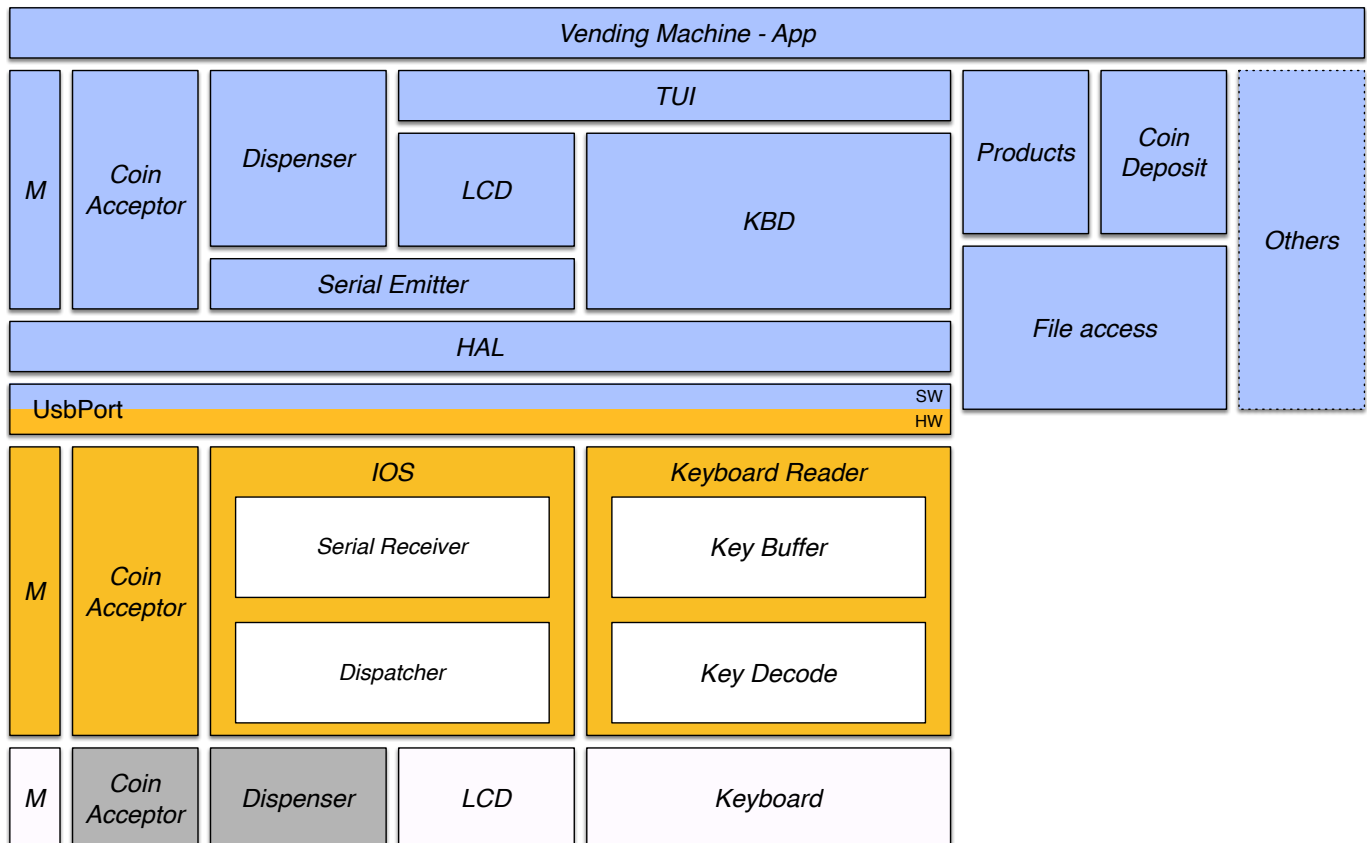 Vending Machine - App
M
Coin
Acceptor
Dispenser
TUI
LCD
KBD
Serial Emitter
Products
Coin
Deposit
File access
Others
HAL
UsbPort
SW
HW
M
Coin
Acceptor
IOS
Serial Receiver
Dispatcher
Keyboard Reader
Key Buffer
Key Decode
M
Coin
Acceptor
Dispenser
LCD
Keyboard